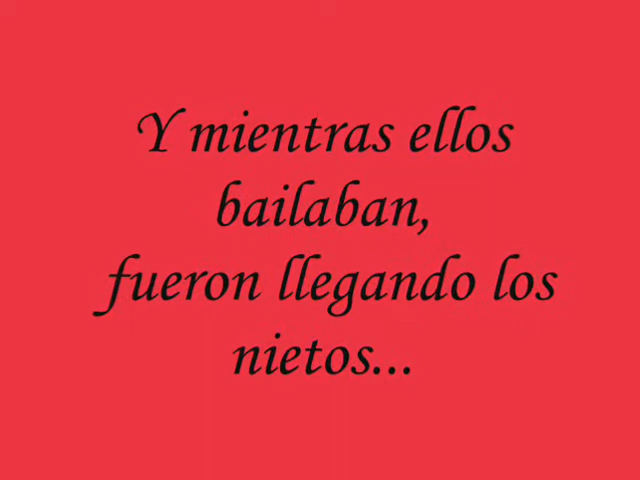 Y mientras ellos
bailaban,
fueron llegando los
nietos...